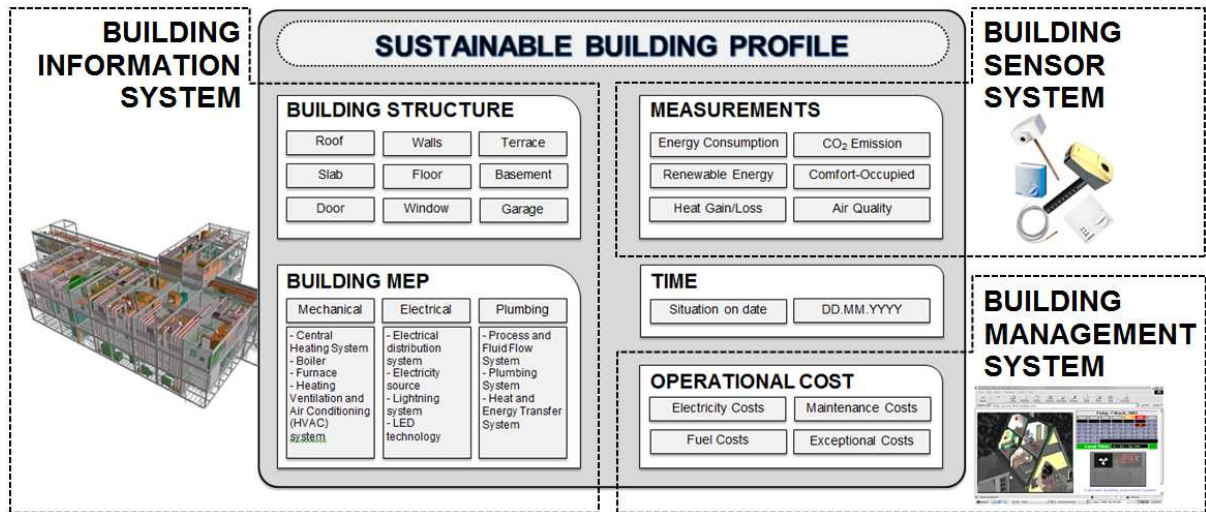 BUILDING
INFORMATION
SYSTEM
SUSTAINABLE BUILDING PROFILE
BUILDING
SENSOR
SYSTEM
BUILDING STRUCTURE
Roof
Walls
Terrace
Slab
Floor
Basement
Door
Window
Garage
MEASUREMENTS
Energy Consumption
CO₂ Emission
Renewable Energy
Comfort-Occupied
Heat Gain/Loss
Air Quality
BUILDING MEP
Mechanical
Electrical
Plumbing
- Central
Heating System
- Boiler
- Furnace
- Heating
Ventilation and
Air Conditioning
(HVAC)
system
- Electrical
distribution
system
- Electricity
source
- Lightning
system
- LED
technology
- Process and
Fluid Flow
System
- Plumbing
System
- Heat and
Energy Transfer
System
TIME
Situation on date
DD.MM.YYYY
OPERATIONAL COST
Electricity Costs
Maintenance Costs
Fuel Costs
Exceptional Costs
BUILDING
MANAGEMENT
SYSTEM